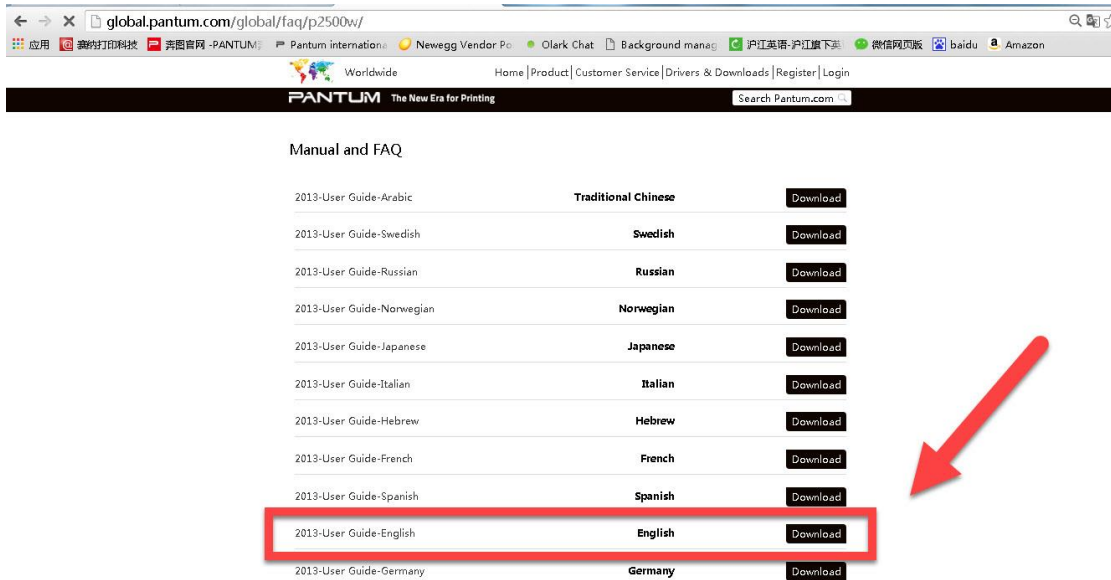 global.pantum.com/global/faq/p2500w/
应用 赛纳打印科技 奔图官网 -PANTUM Pantum internationa Newegg Vendor Po Olark Chat Background manag 沪江英语-沪江旗下英 微信网页版 baidu Amazon
Worldwide Home | Product | Customer Service | Drivers & Downloads | Register | Login
PANTUM The New Era for Printing Search Pantum.com
Manual and FAQ
2013-User Guide-Arabic Traditional Chinese Download
2013-User Guide-Swedish Swedish Download
2013-User Guide-Russian Russian Download
2013-User Guide-Norwegian Norwegian Download
2013-User Guide-Japanese Japanese Download
2013-User Guide-Italian Italian Download
2013-User Guide-Hebrew Hebrew Download
2013-User Guide-French French Download
2013-User Guide-Spanish Spanish Download
2013-User Guide-English English Download
2013-User Guide-Germany Germany Download